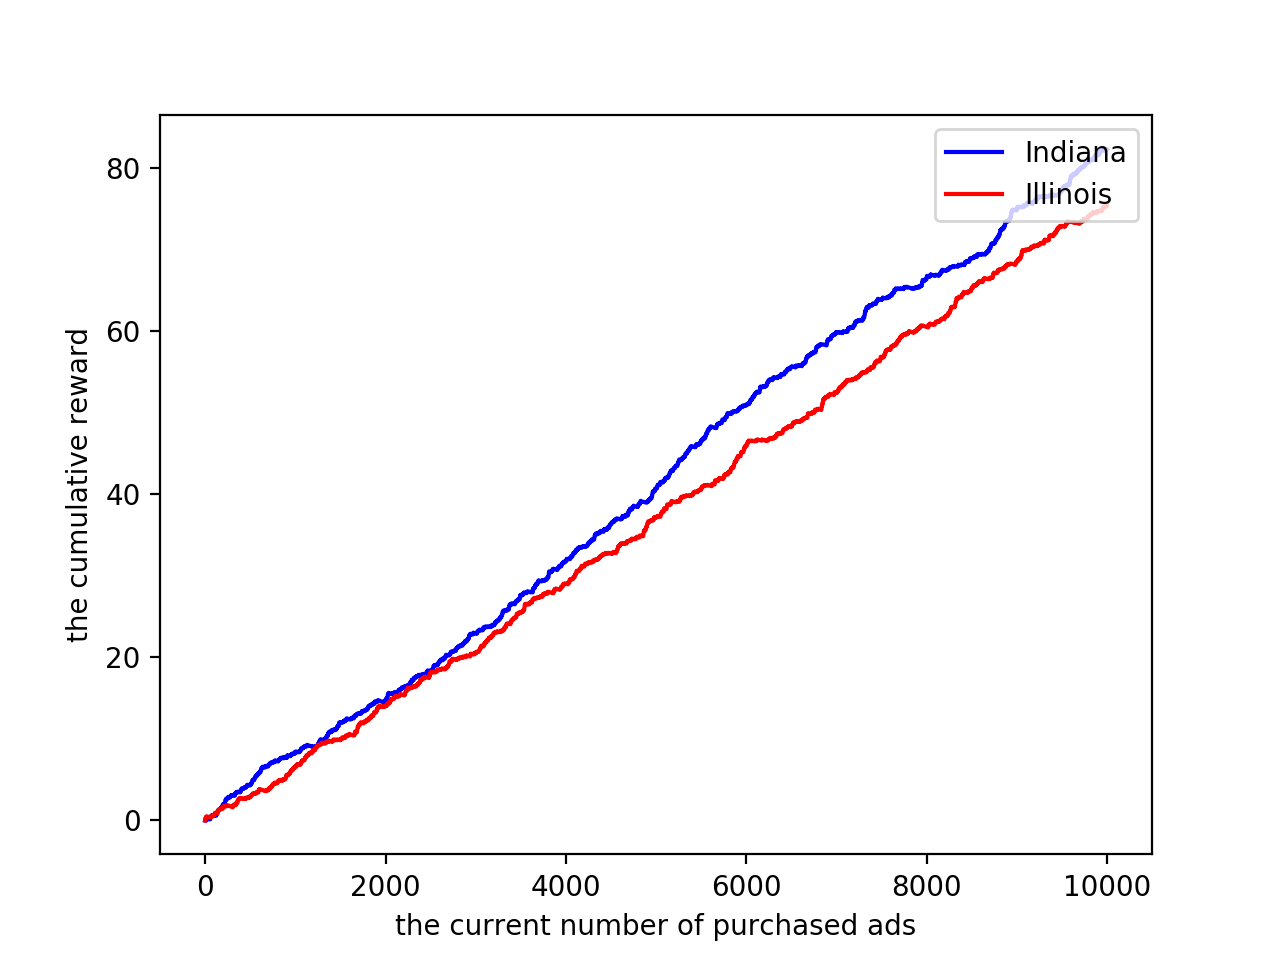 Indiana
Illinois
80
60
40
20
0
the cumulative reward
0 2000 4000 6000 8000 10000
the current number of purchased ads